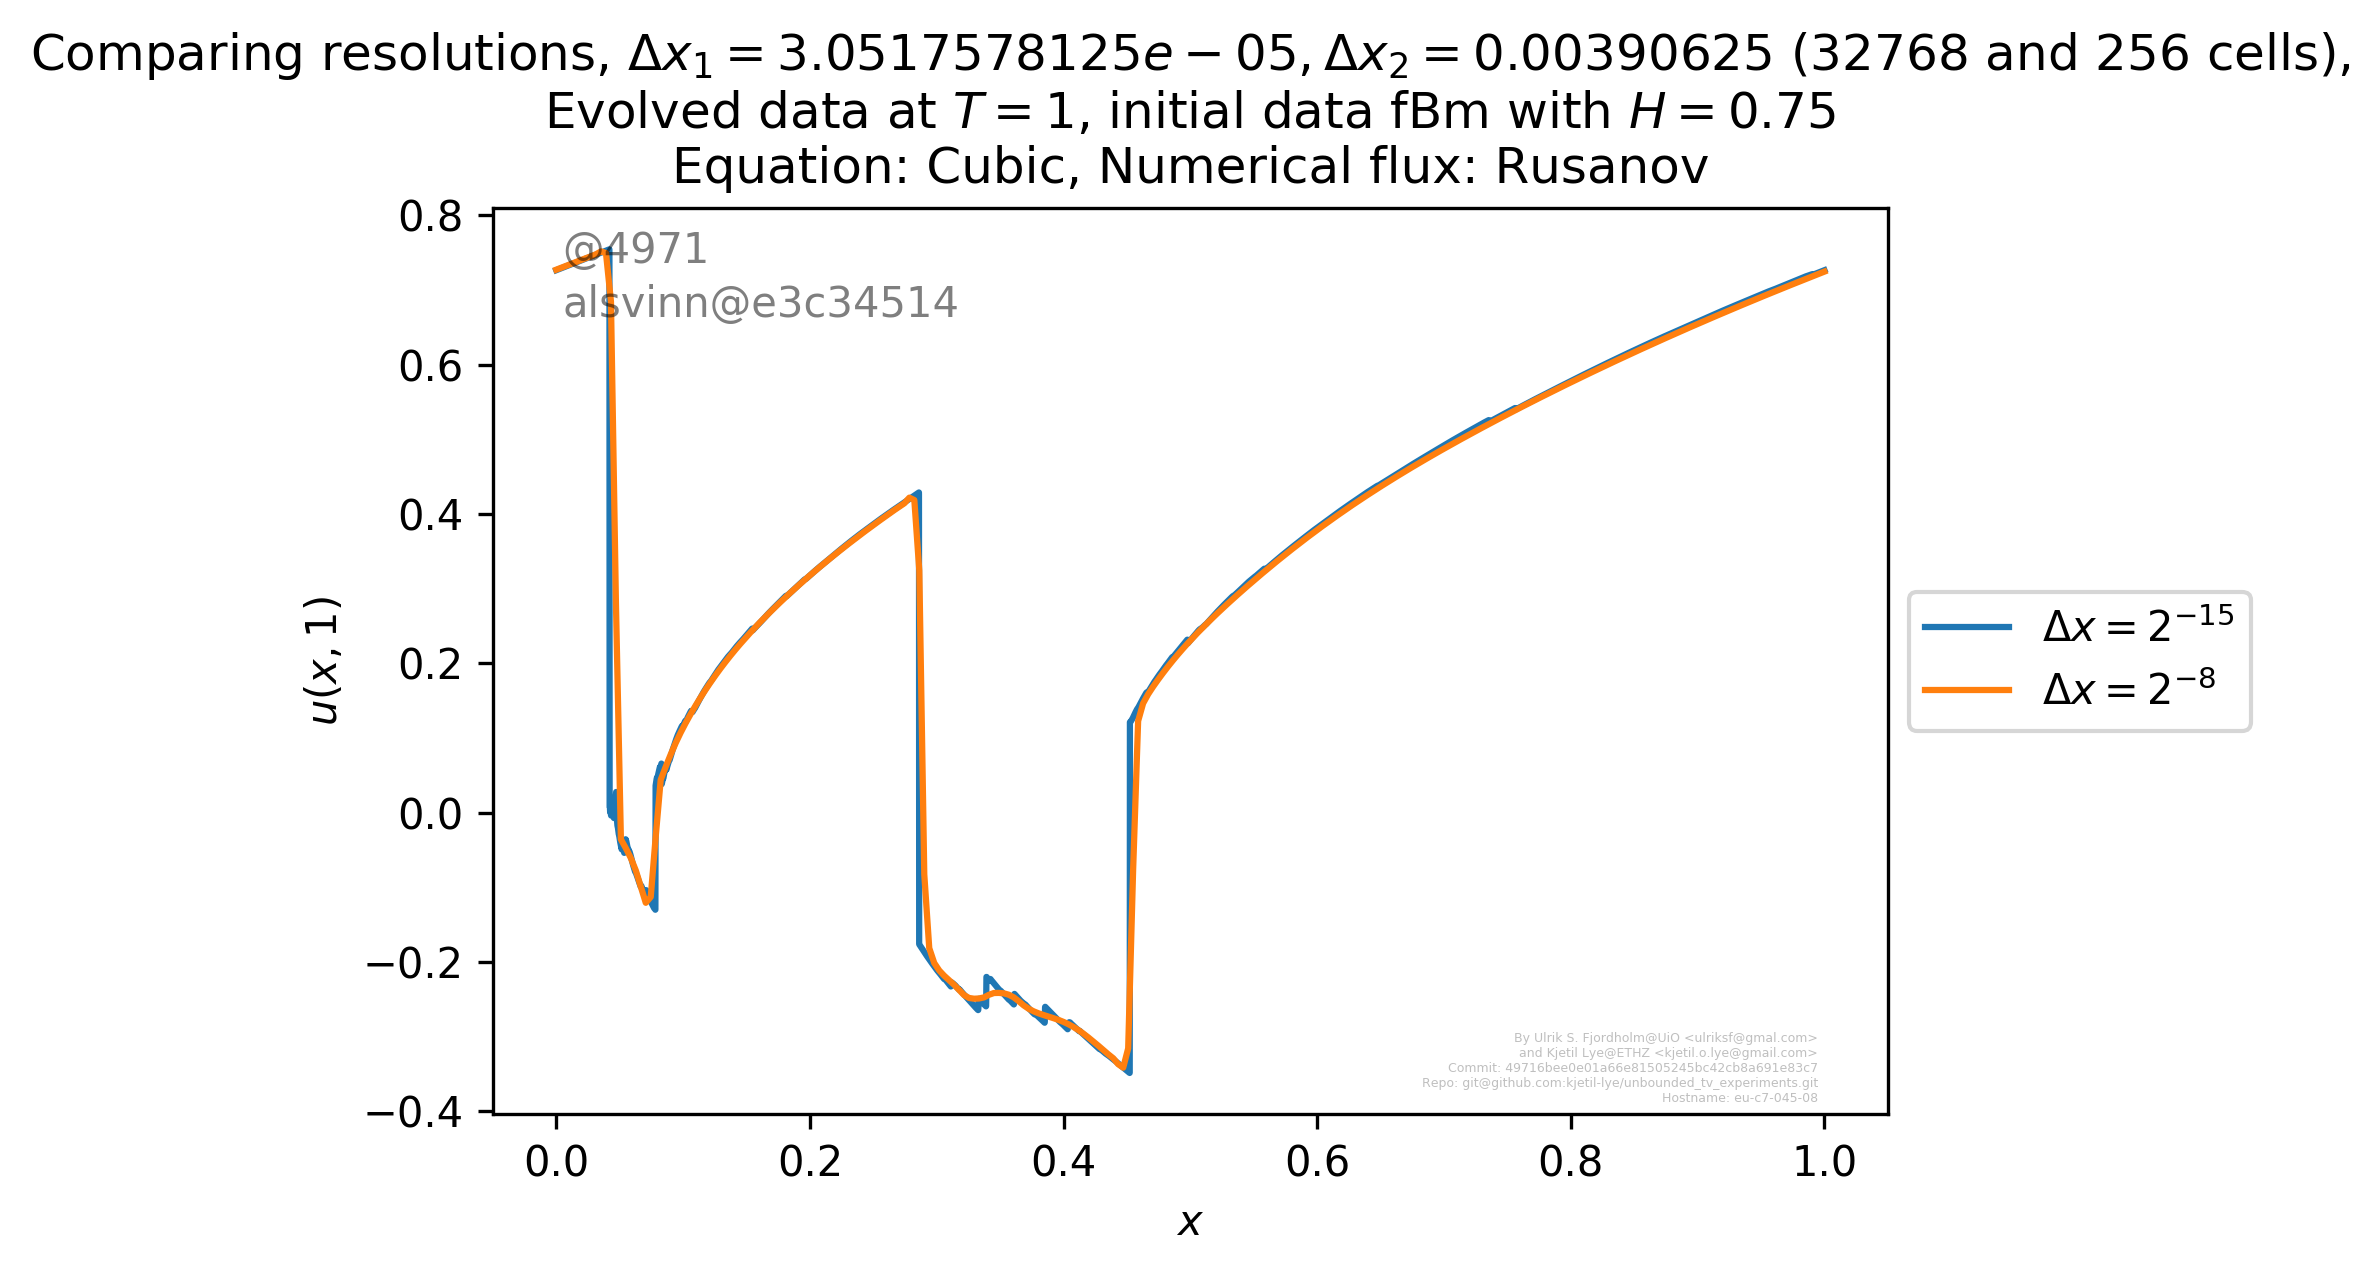 Comparing resolutions, Δx₁ = 3.0517578125e − 05, Δx₂ = 0.00390625 (32768 and 256 cells),
Evolved data at T = 1, initial data fBm with H = 0.75
Equation: Cubic, Numerical flux: Rusanov
@4971
alsvinn@e3c34514
0.8
0.6
0.4
0.2
0.0
−0.2
−0.4
u(x, 1)
Δx = 2⁻¹⁵
Δx = 2⁻⁸
By Ulrik S. Fjordholm@UiO <ulriksf@gmal.com>
and Kjetil Lye@ETHZ <kjetil.o.lye@gmail.com>
Commit: 49716bee0e01a66e81505245bc42cb8a691e83c7
Repo: git@github.com:kjetil-lye/unbounded_tv_experiments.git
Hostname: eu-c7-045-08
0.0 0.2 0.4 0.6 0.8 1.0
x